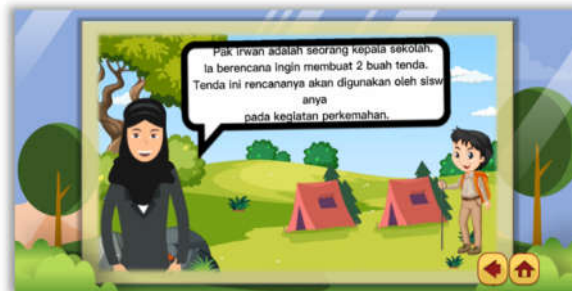 Pak irwan adalah seorang kepala sekolah.
Ia berencana ingin membuat 2 buah tenda.
Tenda ini rencananya akan digunakan oleh sisw
anya
pada kegiatan perkemahan.